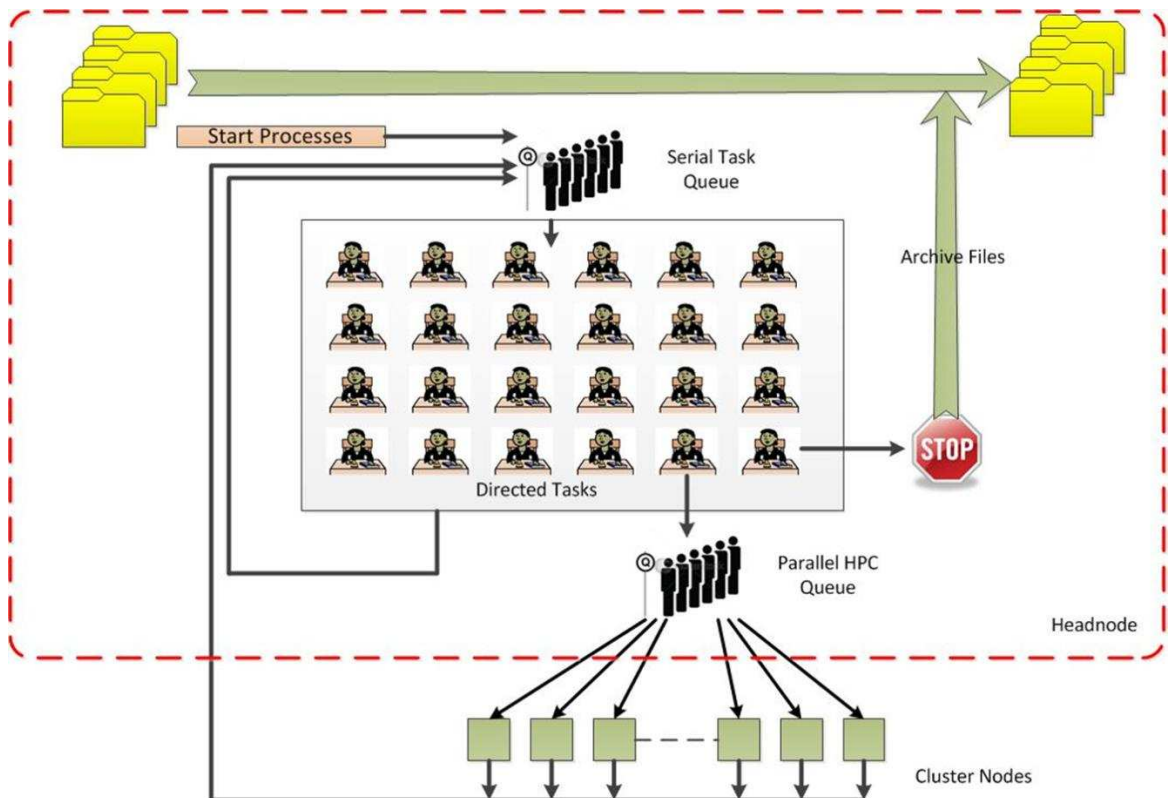 Start Processes
Serial Task
Queue
Archive Files
STOP
Directed Tasks
Parallel HPC
Queue
Headnode
Cluster Nodes